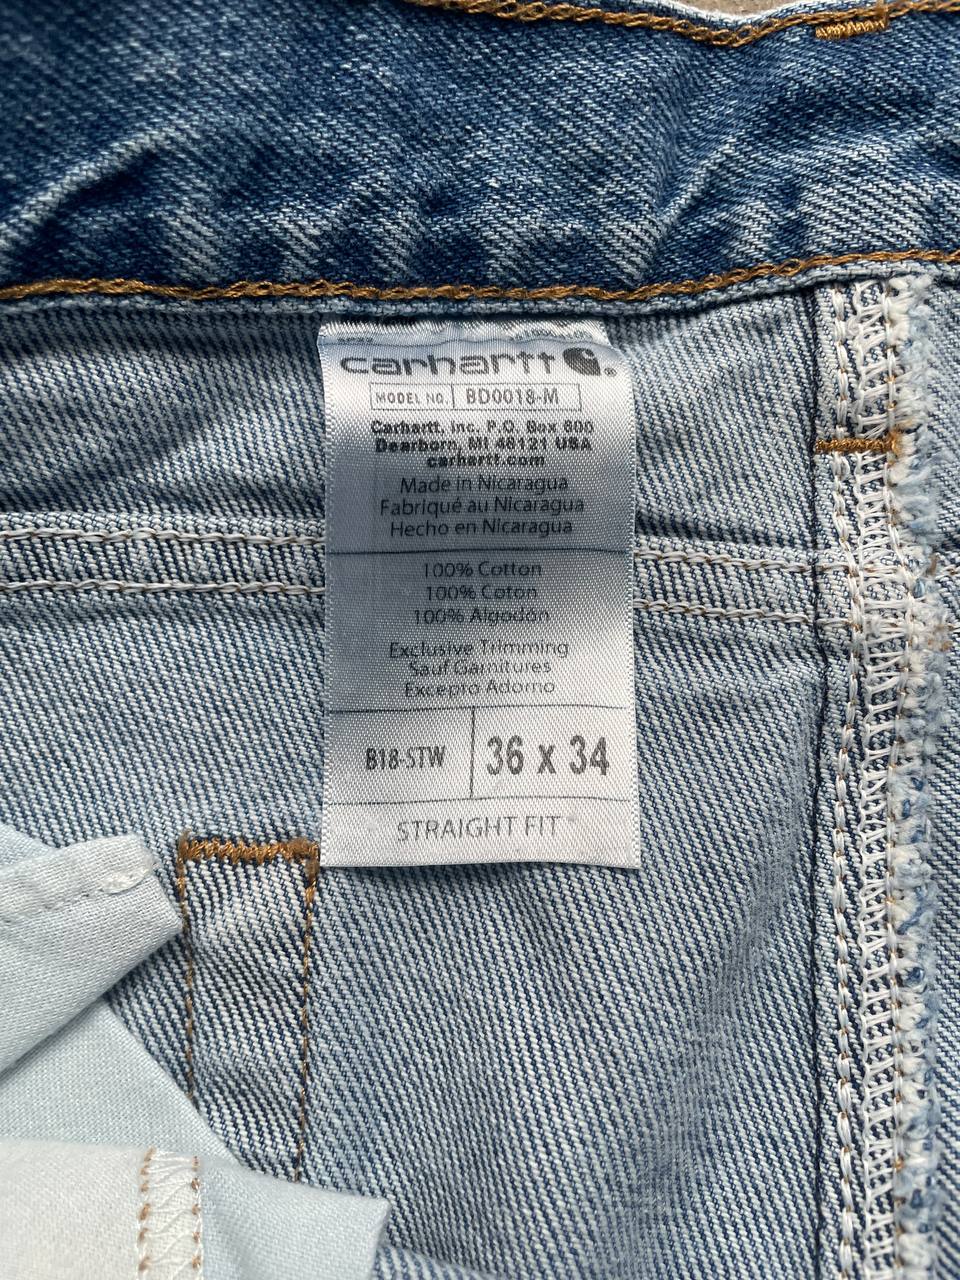 carhartt
MODEL NO. BD0018-M
Carhartt, Inc. P.O. Box 600
Dearborn, MI 48121 USA
carhartt.com
Made in Nicaragua
Fabriqué au Nicaragua
Hecho en Nicaragua
100% Cotton
100% Coton
100% Algodón
Exclusive Trimming
Sauf Garnitures
Excepto Adorno
B18-STW 36 x 34
STRAIGHT FIT